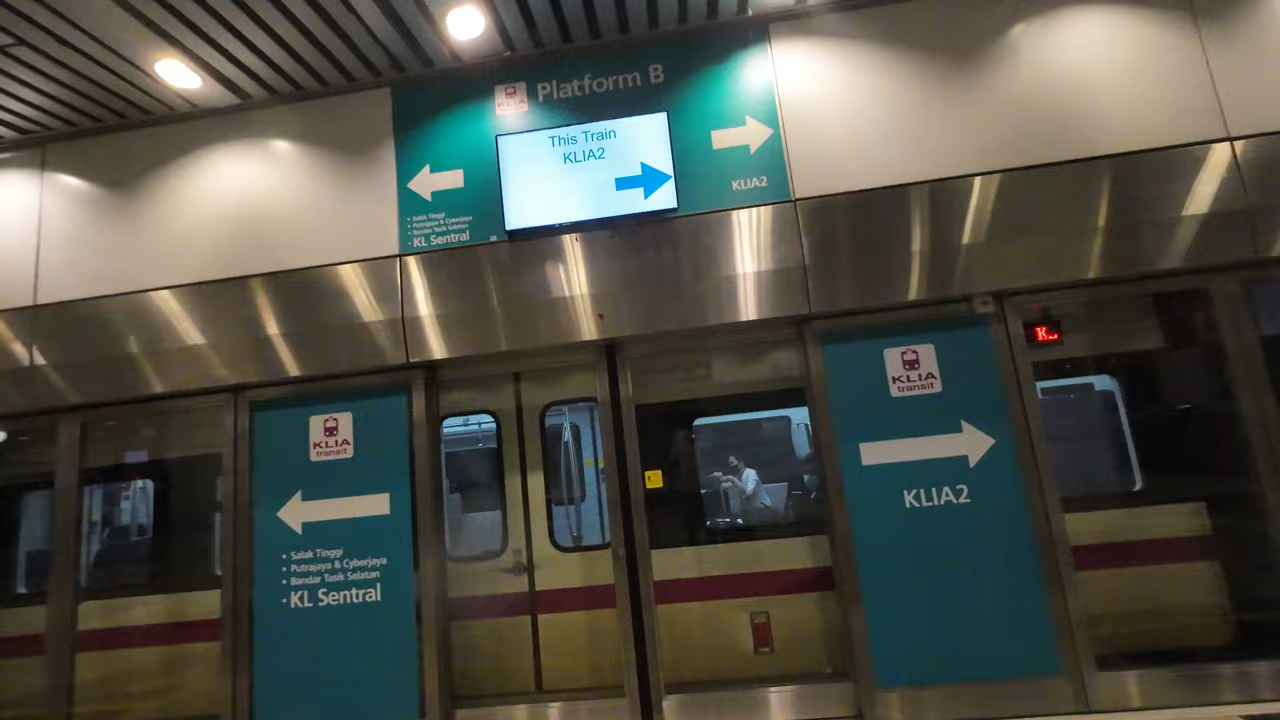 Platform B
KLIA
This Train
KLIA2
• Salak Tinggi
• Putrajaya & Cyberjaya
• Bandar Tasik Selatan
• KL Sentral
KLIA2
KLIA
transit
• Salak Tinggi
• Putrajaya & Cyberjaya
• Bandar Tasik Selatan
• KL Sentral
KLIA
transit
KLIA2